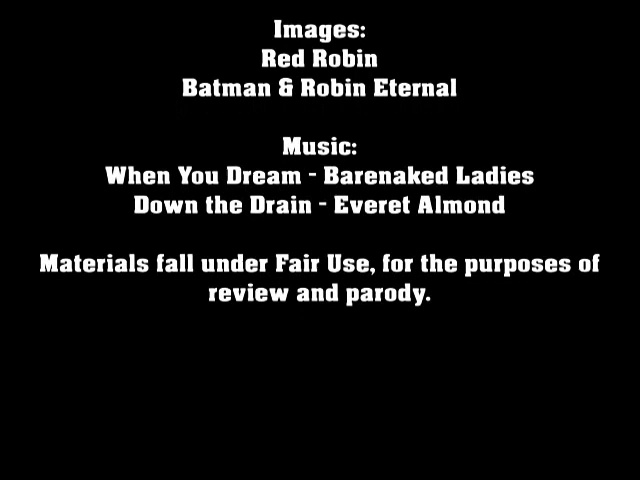 Images:
Red Robin
Batman & Robin Eternal
Music:
When You Dream - Barenaked Ladies
Down the Drain - Everet Almond
Materials fall under Fair Use, for the purposes of
review and parody.